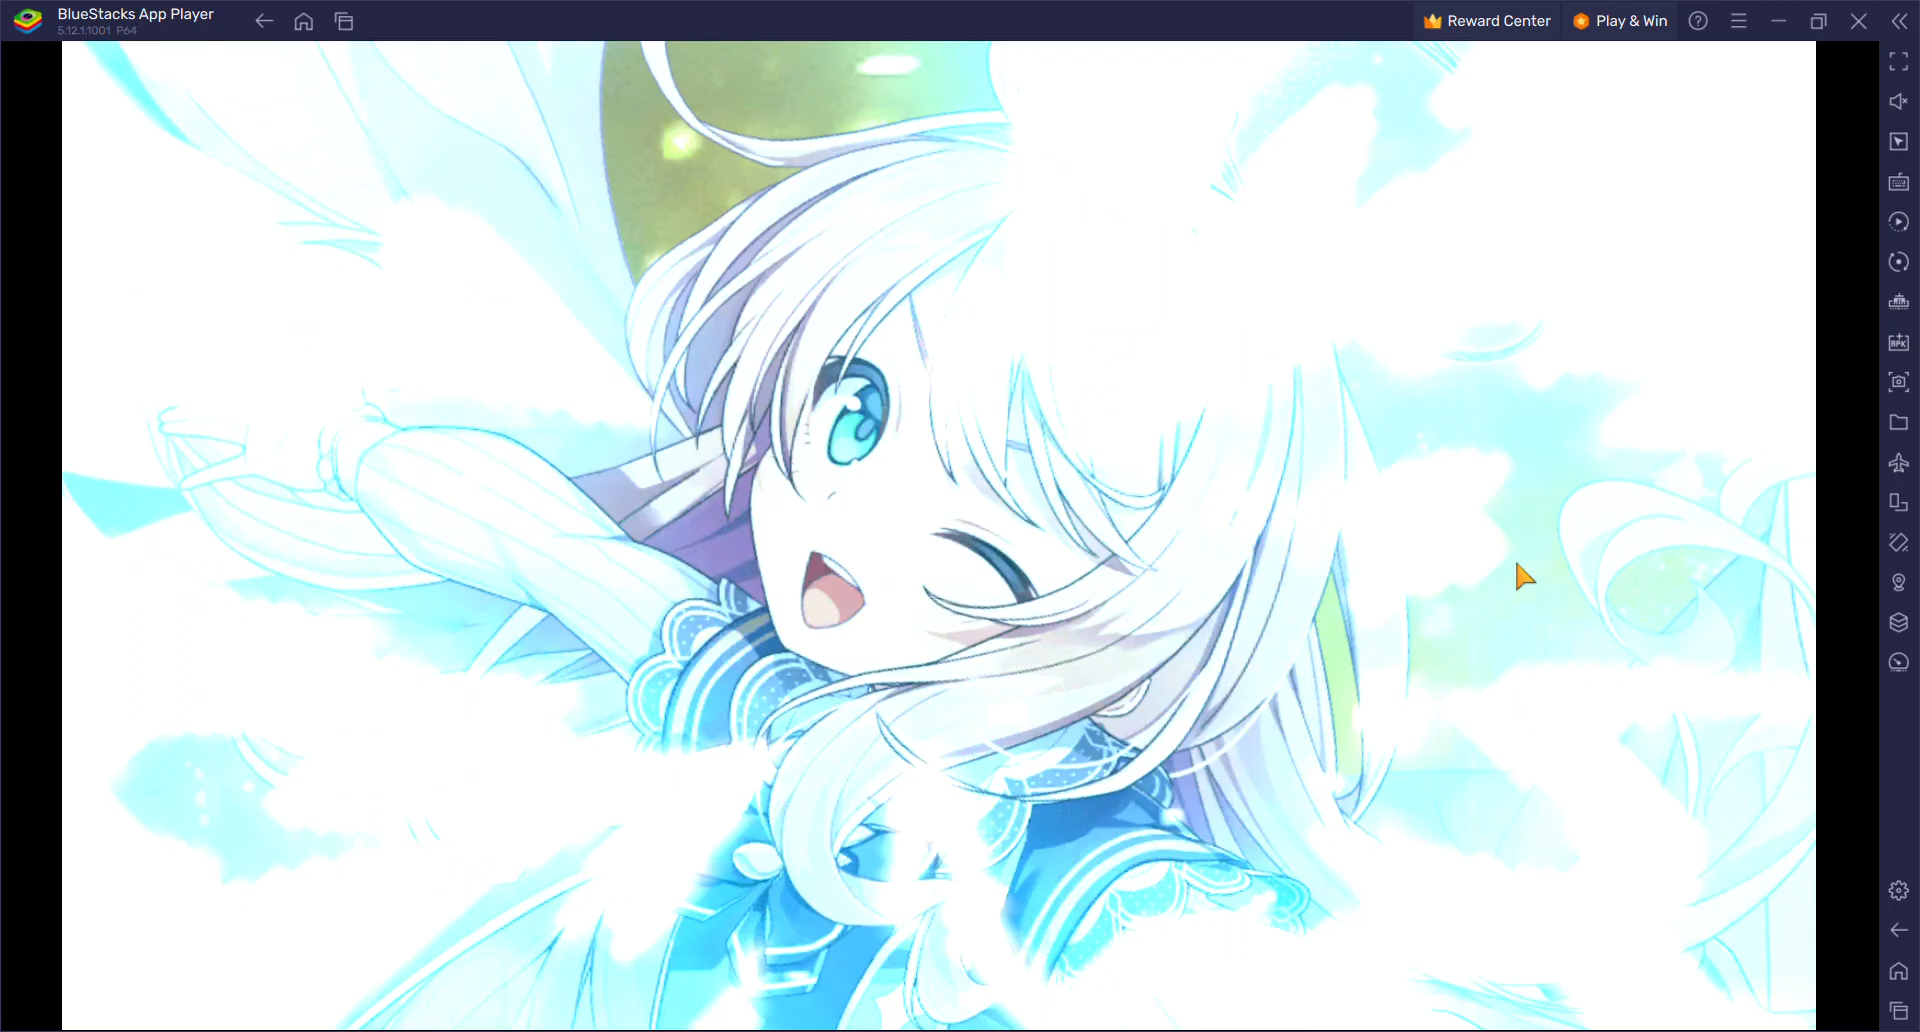 BlueStacks App Player
5.12.1.1001 P64
Reward Center
Play & Win